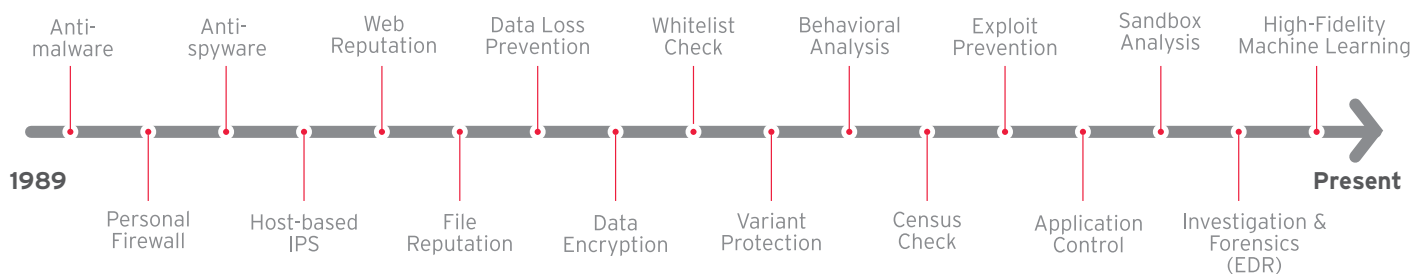 Anti-
malware
Anti-
spyware
Web
Reputation
Data Loss
Prevention
Whitelist
Check
Behavioral
Analysis
Exploit
Prevention
Sandbox
Analysis
High-Fidelity
Machine Learning
1989
Present
Personal
Firewall
Host-based
IPS
File
Reputation
Data
Encryption
Variant
Protection
Census
Check
Application
Control
Investigation &
Forensics
(EDR)